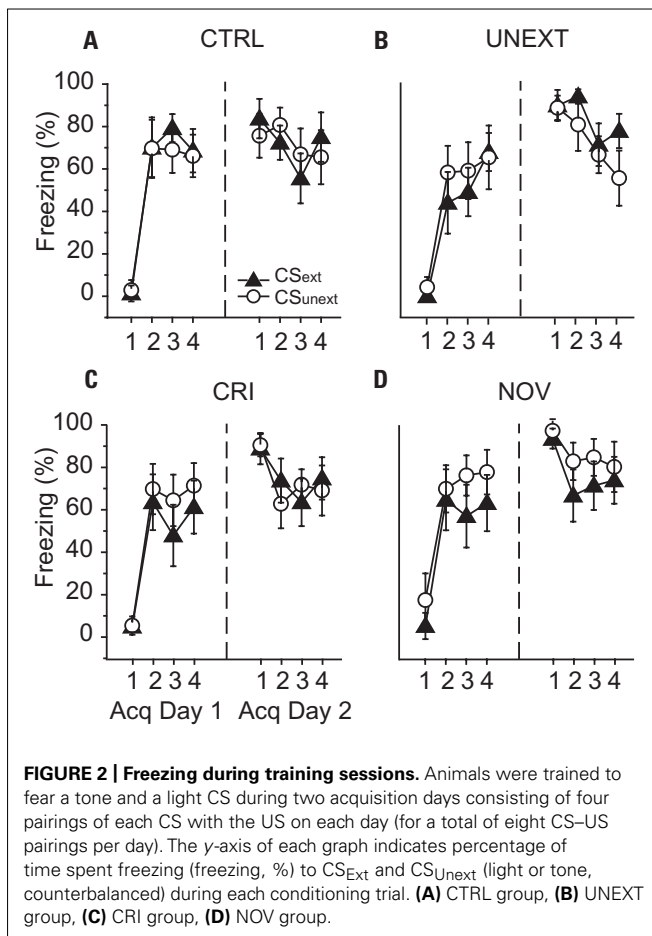 A CTRL
B UNEXT
Freezing (%)
100
80
60
40
20
0
CSext
CSunext
1 2 3 4 1 2 3 4
1 2 3 4 1 2 3 4
C CRI
D NOV
Freezing (%)
100
80
60
40
20
0
1 2 3 4 1 2 3 4
1 2 3 4 1 2 3 4
Acq Day 1 Acq Day 2
FIGURE 2 | Freezing during training sessions. Animals were trained to
fear a tone and a light CS during two acquisition days consisting of four
pairings of each CS with the US on each day (for a total of eight CS–US
pairings per day). The y-axis of each graph indicates percentage of
time spent freezing (freezing, %) to CSExt and CSUnext (light or tone,
counterbalanced) during each conditioning trial. (A) CTRL group, (B) UNEXT
group, (C) CRI group, (D) NOV group.